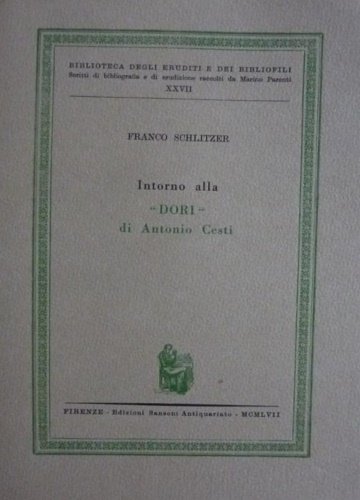 BIBLIOTECA DEGLI ERUDITI E DEI BIBLIOFILI
Scritti di bibliografia e di erudizione raccolti da Marino Parenti
XXVII
FRANCO SCHLITZER
Intorno alla
"DORI"
di Antonio Cesti
FIRENZE - Edizioni Sansoni Antiquariato - MCMLVII